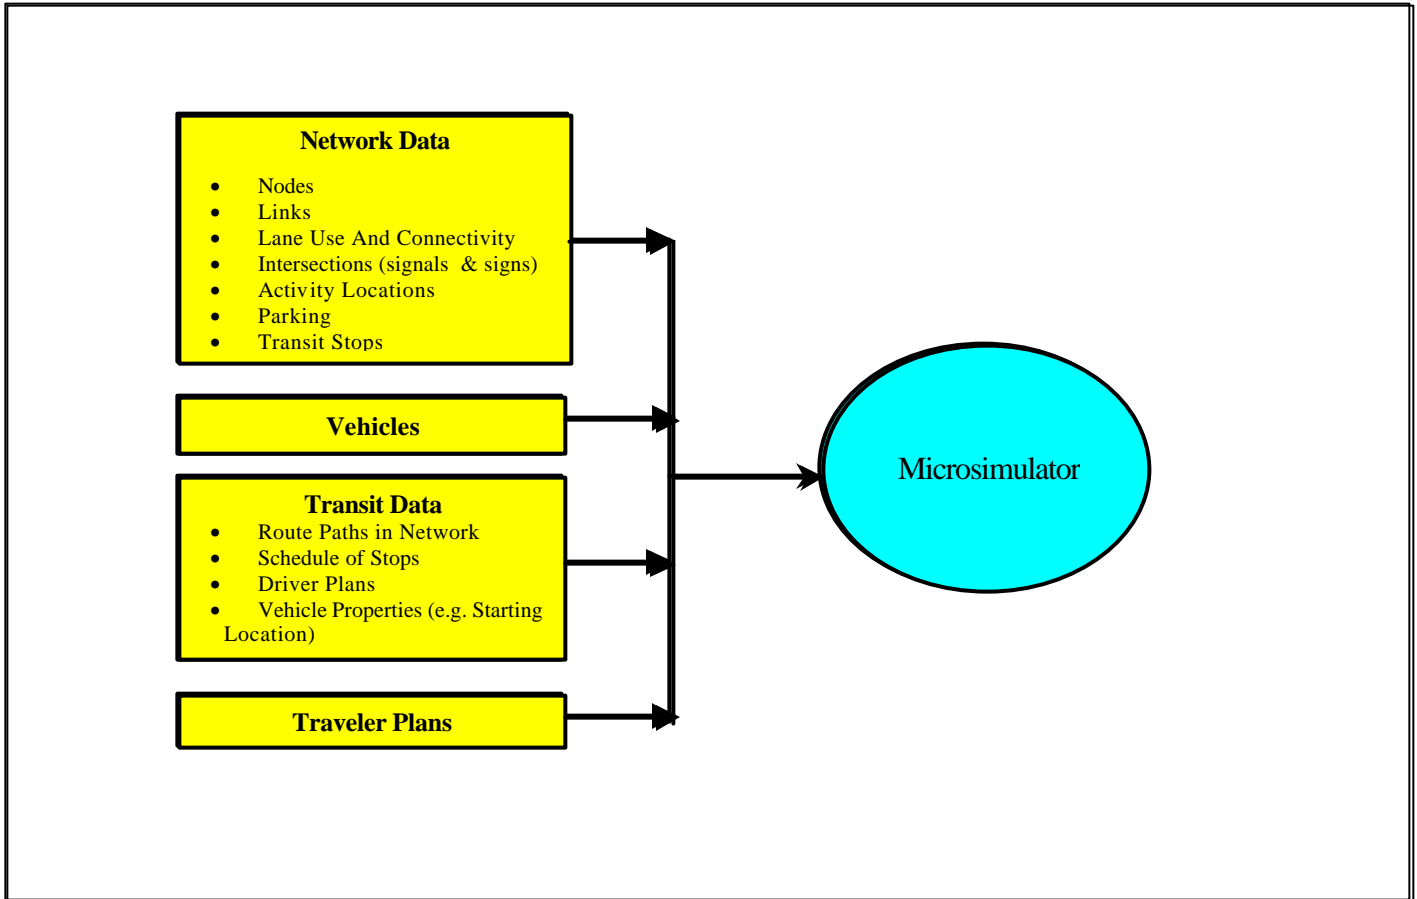 Network Data
• Nodes
• Links
• Lane Use And Connectivity
• Intersections (signals & signs)
• Activity Locations
• Parking
• Transit Stops
Vehicles
Transit Data
• Route Paths in Network
• Schedule of Stops
• Driver Plans
• Vehicle Properties (e.g. Starting
Location)
Traveler Plans
Microsimulator